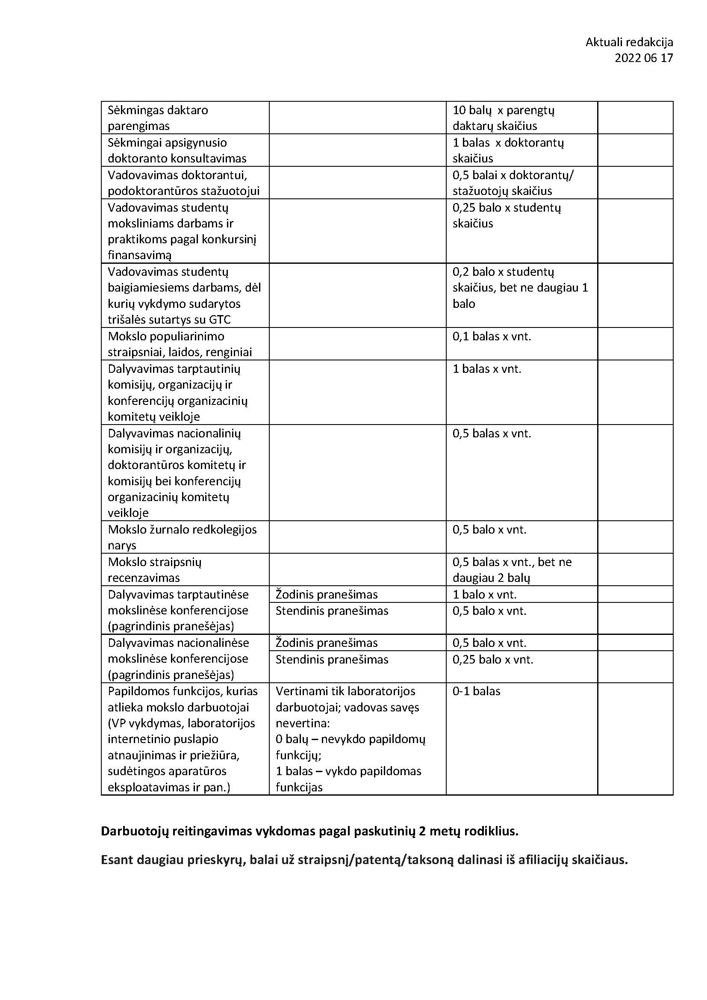 Aktuali redakcija
2022 06 17
Sėkmingas daktaro
parengimas
10 balų x parengtų
daktarų skaičius
Sėkmingai apsigynusio
doktoranto konsultavimas
1 balas x doktorantų
skaičius
Vadovavimas doktorantui,
podoktorantūros stažuotojui
0,5 balai x doktorantų/
stažuotojų skaičius
Vadovavimas studentų
moksliniams darbams ir
praktikoms pagal konkursinį
finansavimą
0,25 balo x studentų
skaičius
Vadovavimas studentų
baigiamiesiems darbams, dėl
kurių vykdymo sudarytos
trišalės sutartys su GTC
0,2 balo x studentų
skaičius, bet ne daugiau 1
balo
Mokslo populiarinimo
straipsniai, laidos, renginiai
0,1 balas x vnt.
Dalyvavimas tarptautinių
komisijų, organizacijų ir
konferencijų organizacinių
komitetų veikloje
1 balas x vnt.
Dalyvavimas nacionalinių
komisijų ir organizacijų,
doktorantūros komitetų ir
komisijų bei konferencijų
organizacinių komitetų
veikloje
0,5 balas x vnt.
Mokslo žurnalo redkolegijos
narys
0,5 balo x vnt.
Mokslo straipsnių
recenzavimas
0,5 balas x vnt., bet ne
daugiau 2 balų
Dalyvavimas tarptautinėse
mokslinėse konferencijose
(pagrindinis pranešėjas)
Žodinis pranešimas
1 balo x vnt.
Stendinis pranešimas
0,5 balo x vnt.
Dalyvavimas nacionalinėse
mokslinėse konferencijose
(pagrindinis pranešėjas)
Žodinis pranešimas
0,5 balo x vnt.
Stendinis pranešimas
0,25 balo x vnt.
Papildomos funkcijos, kurias
atlieka mokslo darbuotojai
(VP vykdymas, laboratorijos
internetinio puslapio
atnaujinimas ir priežiūra,
sudėtingos aparatūros
eksploatavimas ir pan.)
Vertinami tik laboratorijos
darbuotojai; vadovas savęs
nevertina:
0 balų – nevykdo papildomų
funkcijų;
1 balas – vykdo papildomas
funkcijas
0-1 balas
Darbuotojų reitingavimas vykdomas pagal paskutinių 2 metų rodiklius.
Esant daugiau prieskyrų, balai už straipsnį/patentą/taksoną dalinasi iš afiliacijų skaičiaus.